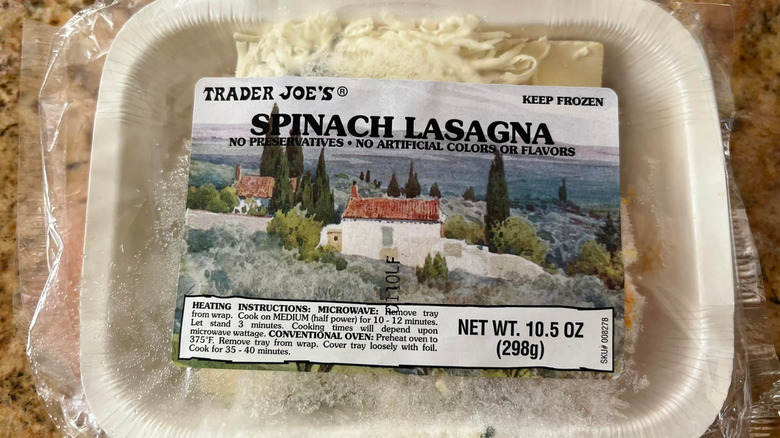 TRADER JOE'S®
KEEP FROZEN
SPINACH LASAGNA
NO PRESERVATIVES • NO ARTIFICIAL COLORS OR FLAVORS
HEATING INSTRUCTIONS: MICROWAVE: Remove tray
from wrap. Cook on MEDIUM (half power) for 10 - 12 minutes.
Let stand 3 minutes. Cooking times will depend upon
microwave wattage. CONVENTIONAL OVEN: Preheat oven to
375°F. Remove tray from wrap. Cover tray loosely with foil.
Cook for 35 - 40 minutes.
NET WT. 10.5 OZ
(298g)
SKU# 008278